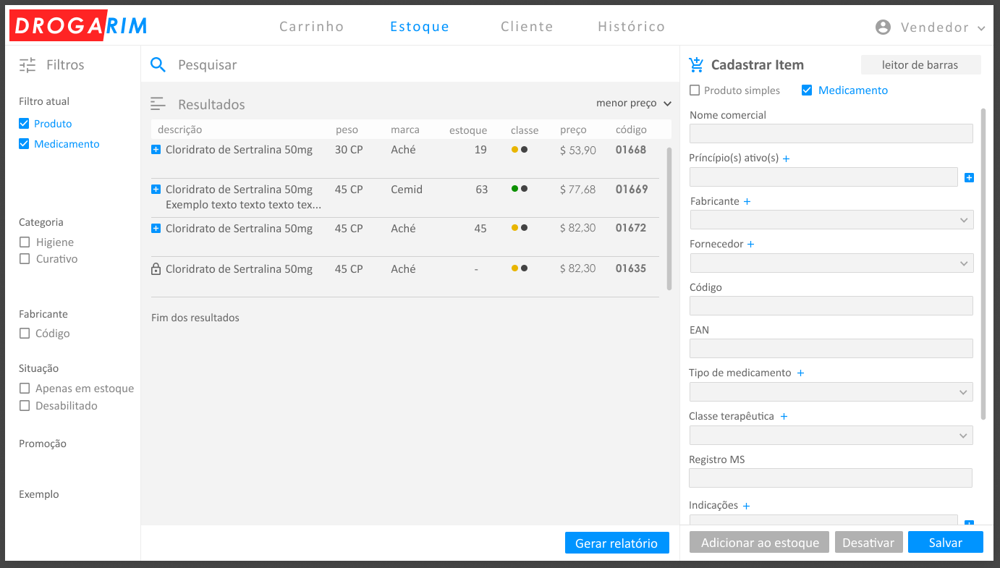 DROGARIM
Carrinho
Estoque
Cliente
Histórico
Vendedor
Filtros
Filtro atual
Produto
Medicamento
Categoria
Higiene
Curativo
Fabricante
Código
Situação
Apenas em estoque
Desabilitado
Promoção
Exemplo
Pesquisar
Resultados
menor preço
descrição peso marca estoque classe preço código
Cloridrato de Sertralina 50mg 30 CP Aché 19 $ 53,90 01668
Cloridrato de Sertralina 50mg 45 CP Cemid 63 $ 77,68 01669
Exemplo texto texto texto tex...
Cloridrato de Sertralina 50mg 45 CP Aché 45 $ 82,30 01672
Cloridrato de Sertralina 50mg 45 CP Aché - $ 82,30 01635
Fim dos resultados
Gerar relatório
Cadastrar Item
leitor de barras
Produto simples
Medicamento
Nome comercial
Príncípio(s) ativo(s) +
Fabricante +
Fornecedor +
Código
EAN
Tipo de medicamento +
Classe terapêutica +
Registro MS
Indicações +
Adicionar ao estoque
Desativar
Salvar